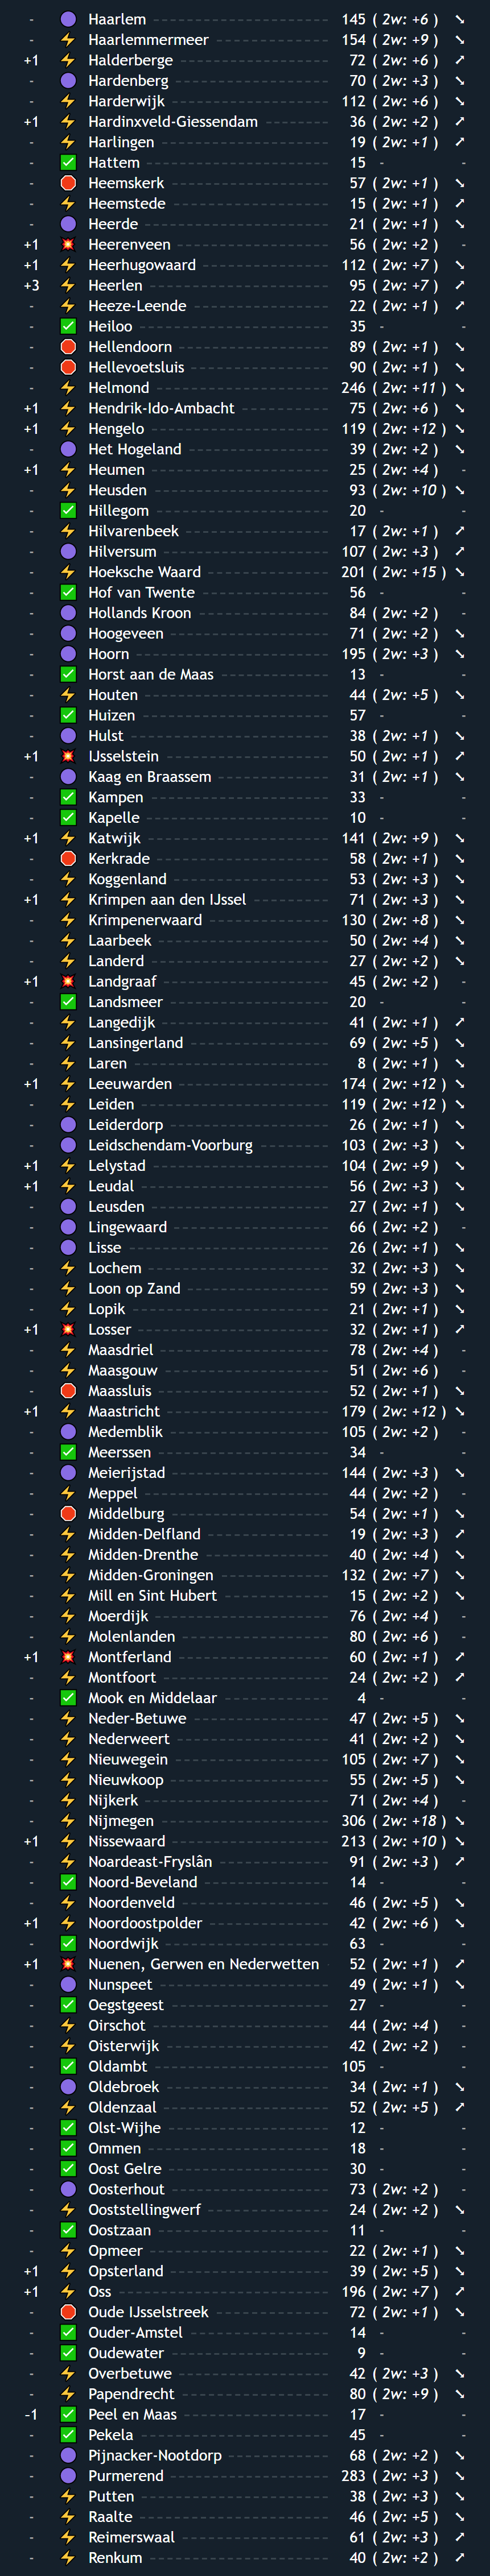 - Haarlem 145 ( 2w: +6 ) ➘
- Haarlemmermeer 154 ( 2w: +9 ) ➘
+1 Halderberge 72 ( 2w: +6 ) ➚
- Hardenberg 70 ( 2w: +3 ) ➘
- Harderwijk 112 ( 2w: +6 ) ➘
+1 Hardinxveld-Giessendam 36 ( 2w: +2 ) ➚
- Harlingen 19 ( 2w: +1 ) ➚
- Hattem 15 - -
- Heemskerk 57 ( 2w: +1 ) ➘
- Heemstede 15 ( 2w: +1 ) ➚
- Heerde 21 ( 2w: +1 ) ➘
+1 Heerenveen 56 ( 2w: +2 ) -
+1 Heerhugowaard 112 ( 2w: +7 ) ➘
+3 Heerlen 95 ( 2w: +7 ) ➚
- Heeze-Leende 22 ( 2w: +1 ) ➚
- Heiloo 35 - -
- Hellendoorn 89 ( 2w: +1 ) ➘
- Hellevoetsluis 90 ( 2w: +1 ) ➘
- Helmond 246 ( 2w: +11 ) ➘
+1 Hendrik-Ido-Ambacht 75 ( 2w: +6 ) ➘
+1 Hengelo 119 ( 2w: +12 ) ➘
- Het Hogeland 39 ( 2w: +2 ) ➘
+1 Heumen 25 ( 2w: +4 ) -
- Heusden 93 ( 2w: +10 ) ➘
- Hillegom 20 - -
- Hilvarenbeek 17 ( 2w: +1 ) ➚
- Hilversum 107 ( 2w: +3 ) ➚
- Hoeksche Waard 201 ( 2w: +15 ) ➘
- Hof van Twente 56 - -
- Hollands Kroon 84 ( 2w: +2 ) -
- Hoogeveen 71 ( 2w: +2 ) ➘
- Hoorn 195 ( 2w: +3 ) ➘
- Horst aan de Maas 13 - -
- Houten 44 ( 2w: +5 ) ➘
- Huizen 57 - -
- Hulst 38 ( 2w: +1 ) ➘
+1 IJsselstein 50 ( 2w: +1 ) ➚
- Kaag en Braassem 31 ( 2w: +1 ) ➘
- Kampen 33 - -
- Kapelle 10 - -
+1 Katwijk 141 ( 2w: +9 ) ➘
- Kerkrade 58 ( 2w: +1 ) ➘
- Koggenland 53 ( 2w: +3 ) ➘
+1 Krimpen aan den IJssel 71 ( 2w: +3 ) ➘
- Krimpenerwaard 130 ( 2w: +8 ) ➘
- Laarbeek 50 ( 2w: +4 ) ➘
- Landerd 27 ( 2w: +2 ) ➘
+1 Landgraaf 45 ( 2w: +2 ) -
- Landsmeer 20 - -
- Langedijk 41 ( 2w: +1 ) ➚
- Lansingerland 69 ( 2w: +5 ) ➘
- Laren 8 ( 2w: +1 ) ➘
+1 Leeuwarden 174 ( 2w: +12 ) ➘
- Leiden 119 ( 2w: +12 ) ➘
- Leiderdorp 26 ( 2w: +1 ) ➘
- Leidschendam-Voorburg 103 ( 2w: +3 ) ➘
+1 Lelystad 104 ( 2w: +9 ) ➘
+1 Leudal 56 ( 2w: +3 ) ➘
- Leusden 27 ( 2w: +1 ) ➘
- Lingewaard 66 ( 2w: +2 ) -
- Lisse 26 ( 2w: +1 ) ➘
- Lochem 32 ( 2w: +3 ) ➘
- Loon op Zand 59 ( 2w: +3 ) ➘
- Lopik 21 ( 2w: +1 ) ➘
+1 Losser 32 ( 2w: +1 ) ➚
- Maasdriel 78 ( 2w: +4 ) -
- Maasgouw 51 ( 2w: +6 ) -
- Maassluis 52 ( 2w: +1 ) ➘
+1 Maastricht 179 ( 2w: +12 ) ➘
- Medemblik 105 ( 2w: +2 ) -
- Meerssen 34 - -
- Meierijstad 144 ( 2w: +3 ) ➘
- Meppel 44 ( 2w: +2 ) -
- Middelburg 54 ( 2w: +1 ) ➘
- Midden-Delfland 19 ( 2w: +3 ) ➚
- Midden-Drenthe 40 ( 2w: +4 ) ➘
- Midden-Groningen 132 ( 2w: +7 ) ➘
- Mill en Sint Hubert 15 ( 2w: +2 ) ➘
- Moerdijk 76 ( 2w: +4 ) -
- Molenlanden 80 ( 2w: +6 ) -
+1 Montferland 60 ( 2w: +1 ) ➚
- Montfoort 24 ( 2w: +2 ) ➚
- Mook en Middelaar 4 - -
- Neder-Betuwe 47 ( 2w: +5 ) ➘
- Nederweert 41 ( 2w: +2 ) ➘
- Nieuwegein 105 ( 2w: +7 ) ➘
- Nieuwkoop 55 ( 2w: +5 ) ➘
- Nijkerk 71 ( 2w: +4 ) -
- Nijmegen 306 ( 2w: +18 ) ➘
+1 Nissewaard 213 ( 2w: +10 ) ➘
- Noardeast-Fryslân 91 ( 2w: +3 ) ➚
- Noord-Beveland 14 - -
- Noordenveld 46 ( 2w: +5 ) ➘
+1 Noordoostpolder 42 ( 2w: +6 ) ➘
- Noordwijk 63 - -
+1 Nuenen, Gerwen en Nederwetten 52 ( 2w: +1 ) ➚
- Nunspeet 49 ( 2w: +1 ) ➘
- Oegstgeest 27 - -
- Oirschot 44 ( 2w: +4 ) -
- Oisterwijk 42 ( 2w: +2 ) -
- Oldambt 105 - -
- Oldebroek 34 ( 2w: +1 ) ➘
- Oldenzaal 52 ( 2w: +5 ) ➚
- Olst-Wijhe 12 - -
- Ommen 18 - -
- Oost Gelre 30 - -
- Oosterhout 73 ( 2w: +2 ) -
- Ooststellingwerf 24 ( 2w: +2 ) ➘
- Oostzaan 11 - -
- Opmeer 22 ( 2w: +1 ) ➘
+1 Opsterland 39 ( 2w: +5 ) ➘
+1 Oss 196 ( 2w: +7 ) ➚
- Oude IJsselstreek 72 ( 2w: +1 ) ➘
- Ouder-Amstel 14 - -
- Oudewater 9 - -
- Overbetuwe 42 ( 2w: +3 ) ➘
- Papendrecht 80 ( 2w: +9 ) ➘
-1 Peel en Maas 17 - -
- Pekela 45 - -
- Pijnacker-Nootdorp 68 ( 2w: +2 ) ➘
- Purmerend 283 ( 2w: +3 ) ➘
- Putten 38 ( 2w: +3 ) ➘
- Raalte 46 ( 2w: +5 ) ➘
- Reimerswaal 61 ( 2w: +3 ) ➚
- Renkum 40 ( 2w: +2 ) ➚